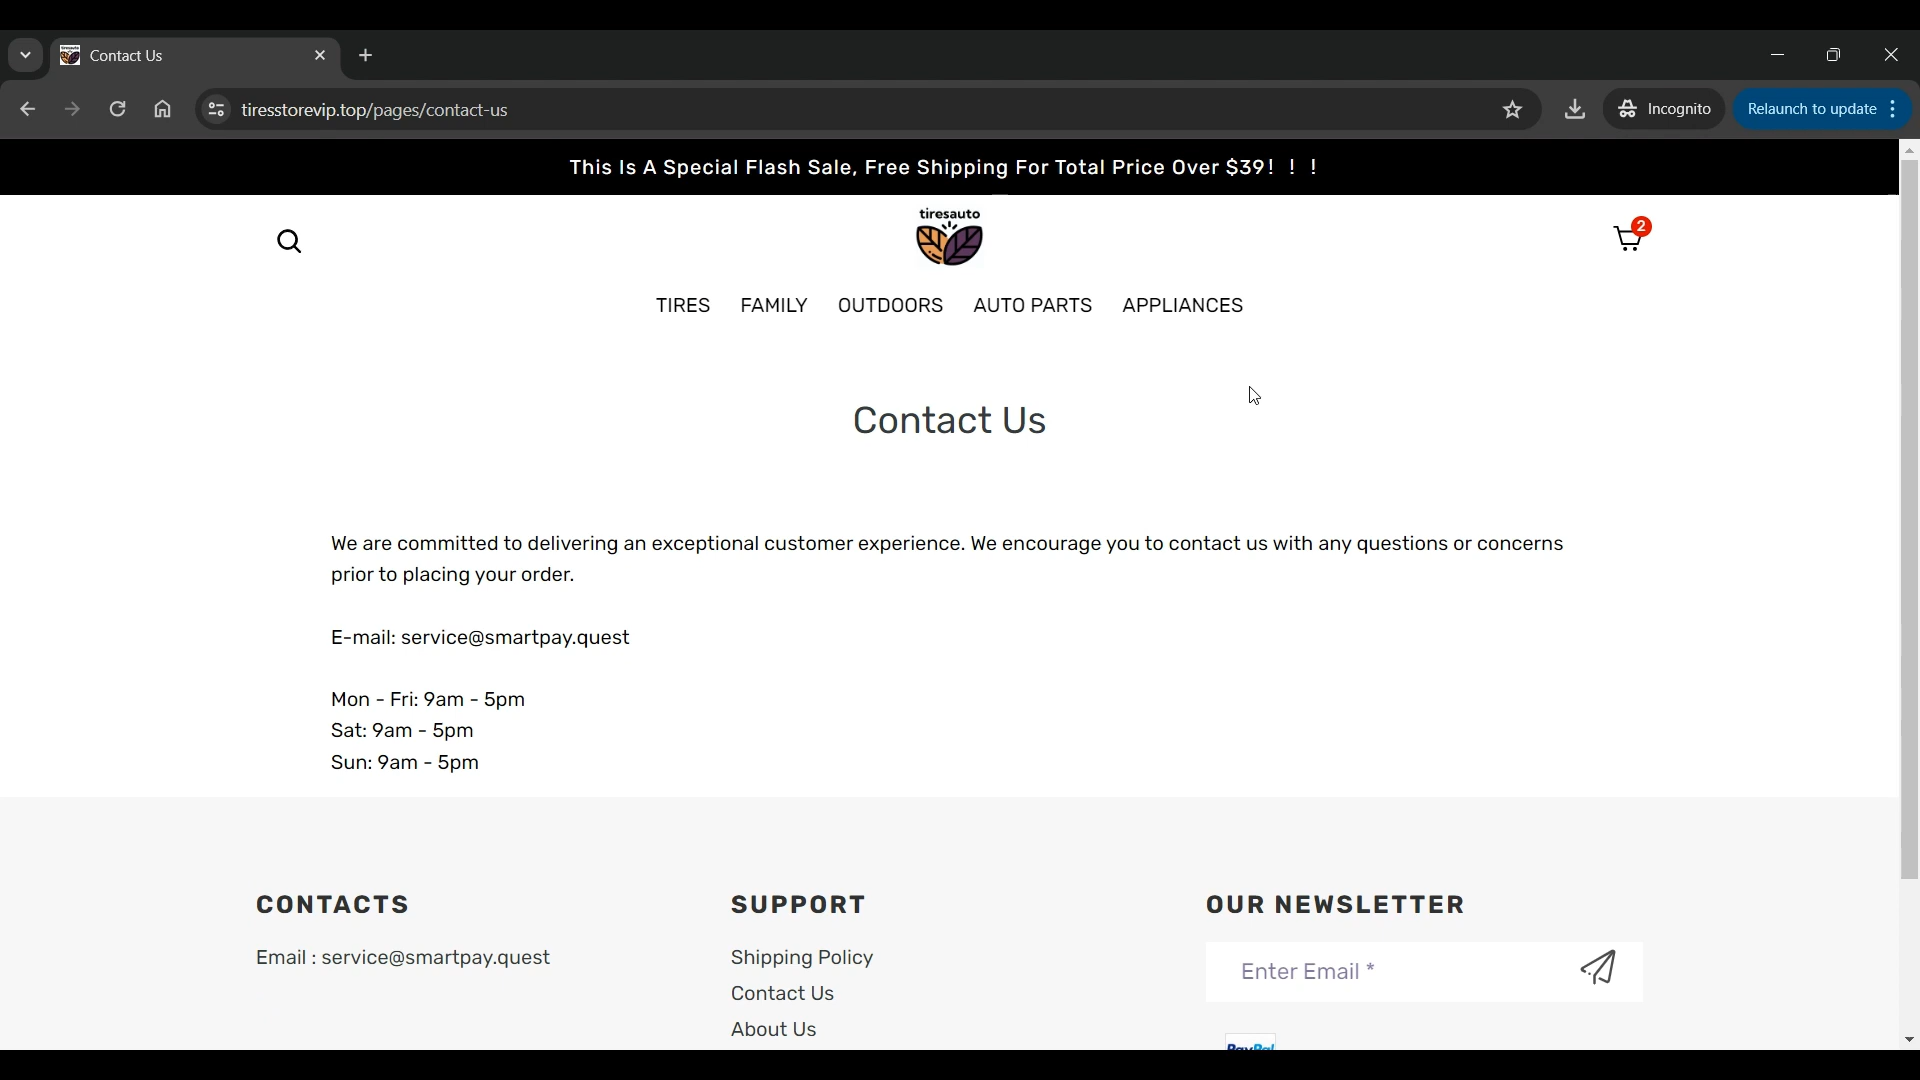 Contact Us
tiresstorevip.top/pages/contact-us
Incognito
Relaunch to update
This Is A Special Flash Sale, Free Shipping For Total Price Over $39！！！
tiresauto
2
TIRES FAMILY OUTDOORS AUTO PARTS APPLIANCES
Contact Us
We are committed to delivering an exceptional customer experience. We encourage you to contact us with any questions or concerns
prior to placing your order.
E-mail: service@smartpay.quest
Mon - Fri: 9am - 5pm
Sat: 9am - 5pm
Sun: 9am - 5pm
CONTACTS
Email : service@smartpay.quest
SUPPORT
Shipping Policy
Contact Us
About Us
OUR NEWSLETTER
Enter Email *
PayPal